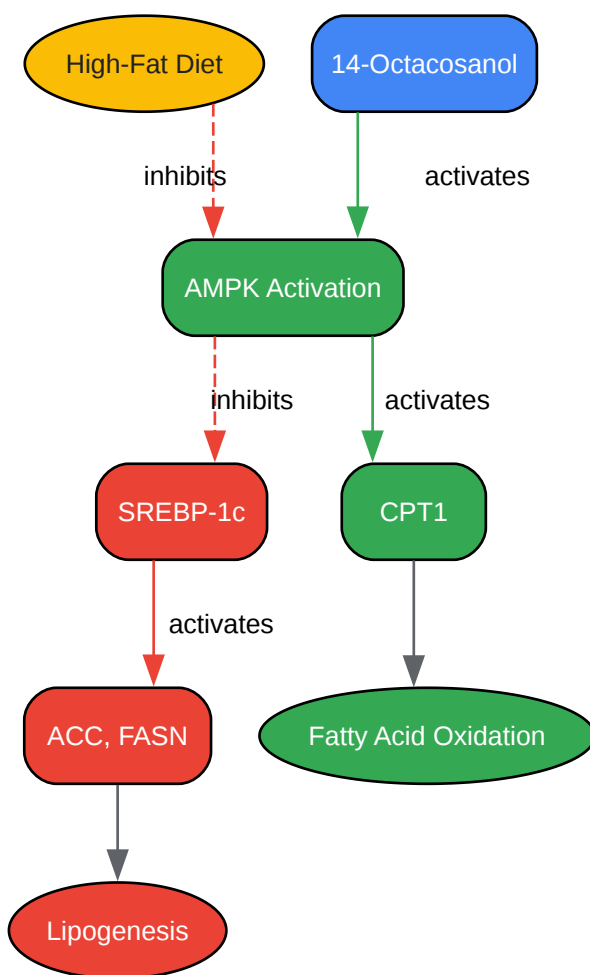 High-Fat Diet
14-Octacosanol
inhibits
activates
AMPK Activation
inhibits
activates
SREBP-1c
CPT1
activates
ACC, FASN
Fatty Acid Oxidation
Lipogenesis